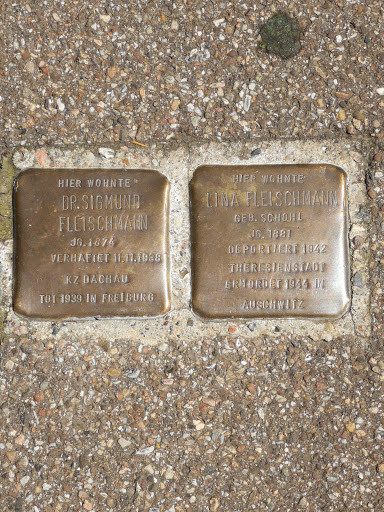 HIER WOHNTE
DR. SIGMUND
FLEISCHMANN
JG. 1874
VERHAFTET 11.11.1938
KZ DACHAU
TOT 1939 IN FREIBURG
HIER WOHNTE
LINA FLEISCHMANN
GEB.
JG. 1881
DEPORTIERT 1942
THERESIENSTADT
ERMORDET 1944 IN
AUSCHWITZ